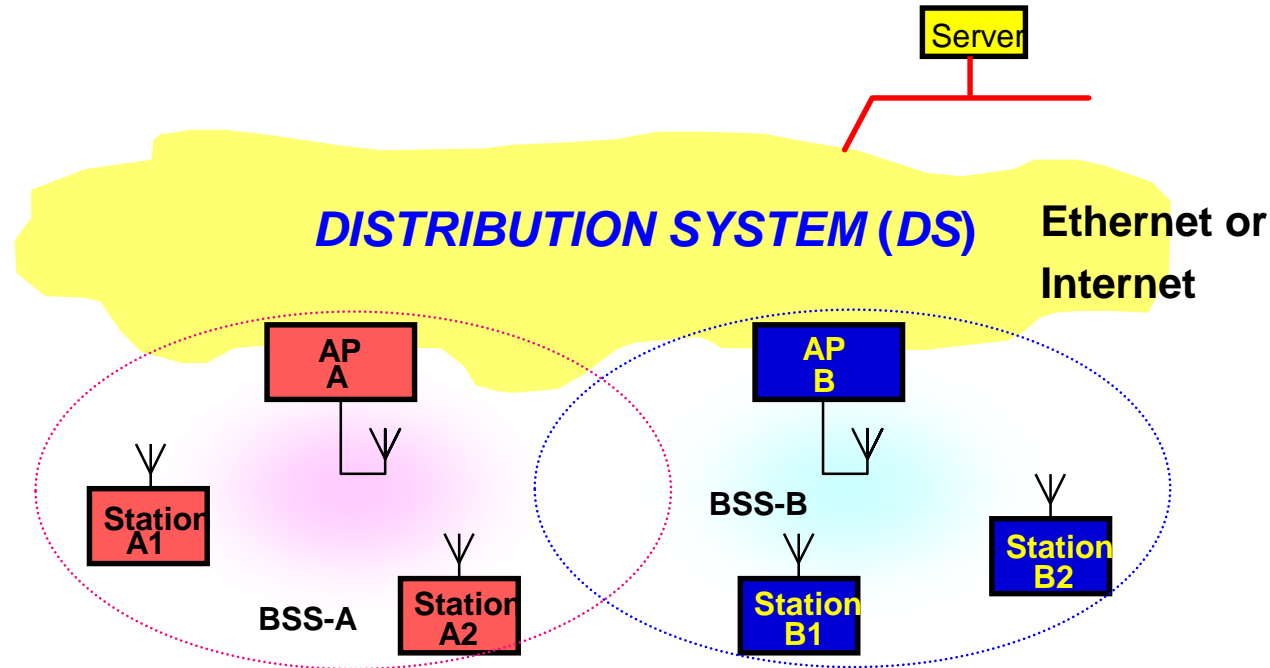 Server
DISTRIBUTION SYSTEM (DS)
Ethernet or
Internet
AP
A
AP
B
Station
A1
BSS-A
Station
A2
BSS-B
Station
B1
Station
B2